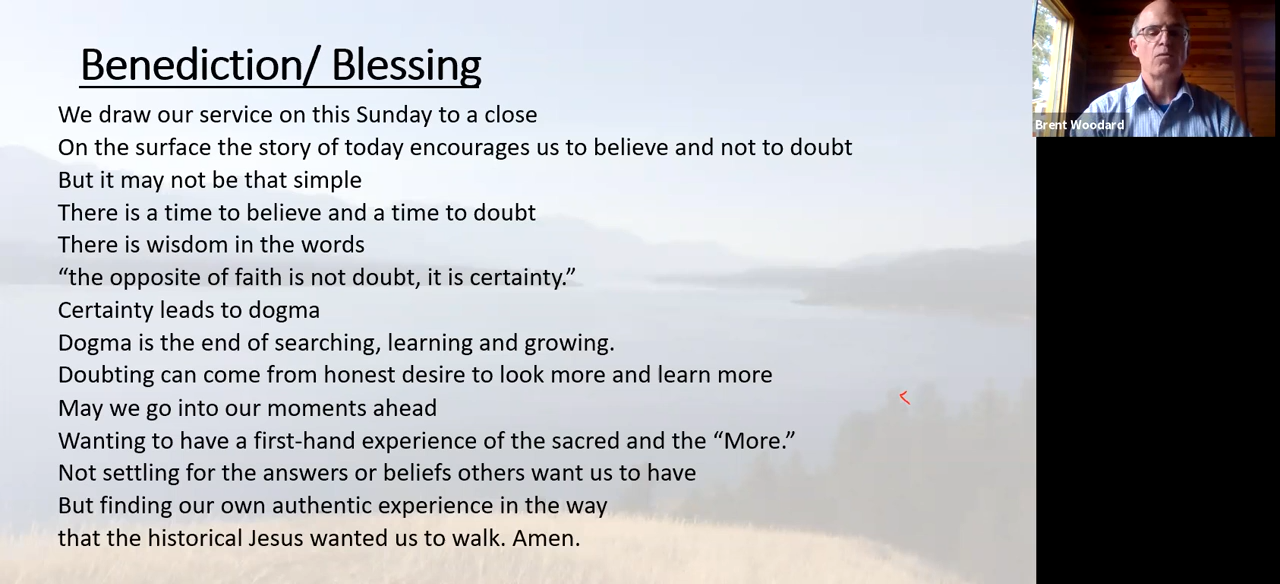 Benediction/ Blessing
We draw our service on this Sunday to a close
On the surface the story of today encourages us to believe and not to doubt
But it may not be that simple
There is a time to believe and a time to doubt
There is wisdom in the words
“the opposite of faith is not doubt, it is certainty.”
Certainty leads to dogma
Dogma is the end of searching, learning and growing.
Doubting can come from honest desire to look more and learn more
May we go into our moments ahead
Wanting to have a first-hand experience of the sacred and the “More.”
Not settling for the answers or beliefs others want us to have
But finding our own authentic experience in the way
that the historical Jesus wanted us to walk. Amen.
Brent Woodard